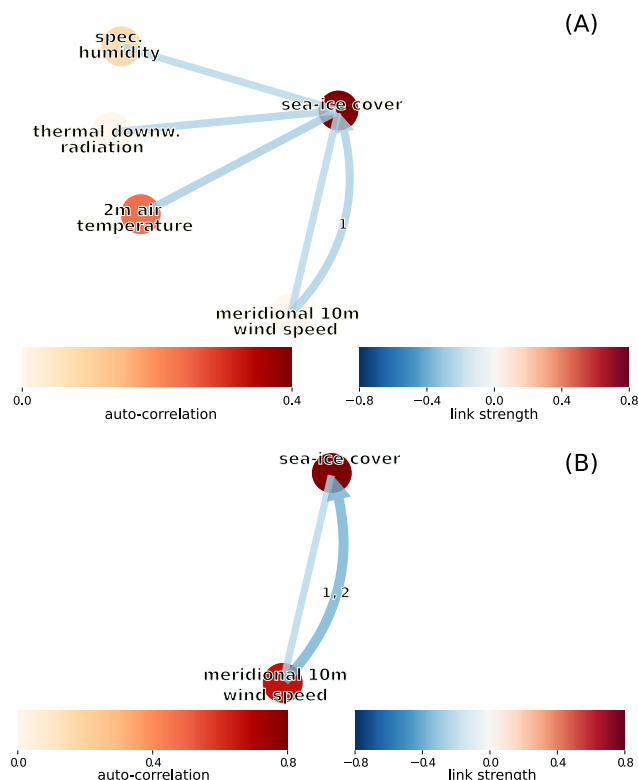 (A)
spec.
humidity
sea-ice cover
thermal downw.
radiation
2m air
temperature
1
meridional 10m
wind speed
0.0 0.4
auto-correlation
−0.8 −0.4 0.0 0.4 0.8
link strength
sea-ice cover
(B)
1,2
meridional 10m
wind speed
0.0 0.4 0.8
auto-correlation
−0.8 −0.4 0.0 0.4 0.8
link strength